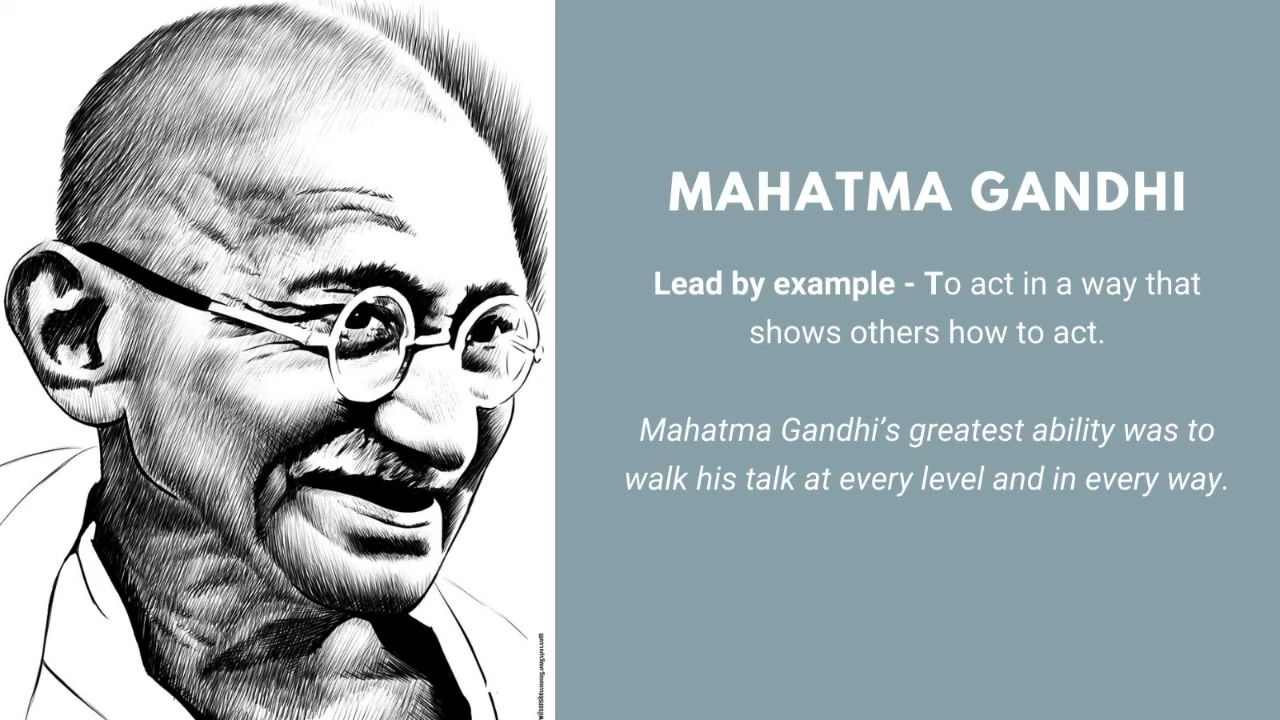 MAHATMA GANDHI
Lead by example - To act in a way that
shows others how to act.
Mahatma Gandhi’s greatest ability was to
walk his talk at every level and in every way.